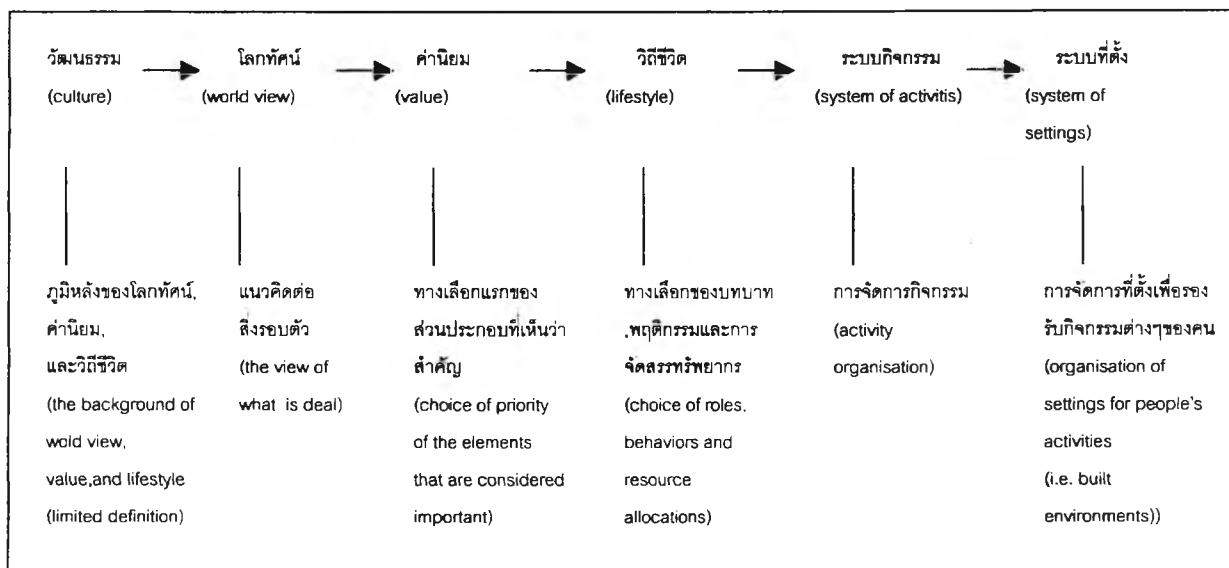 วัฒนธรรม
(culture)
โลกทัศน์
(world view)
ค่านิยม
(value)
วิถีชีวิต
(lifestyle)
ระบบกิจกรรม
(system of activitis)
ระบบที่ตั้ง
(system of
settings)
ภูมิหลังของโลกทัศน์,
ค่านิยม,
และวิถีชีวิต
(the background of
wold view,
value,and lifestyle
(limited definition)
แนวคิดต่อ
สิ่งรอบตัว
(the view of
what is deal)
ทางเลือกแรกของ
ส่วนประกอบที่เห็นว่า
สำคัญ
(choice of priority
of the elements
that are considered
important)
ทางเลือกของบทบาท
,พฤติกรรมและการ
จัดสรรทรัพยากร
(choice of roles,
behaviors and
resource
allocations)
การจัดการกิจกรรม
(activity
organisation)
การจัดการที่ตั้งเพื่อรอง
รับกิจกรรมต่างๆของคน
(organisation of
settings for people's
activities
(i.e. built
environments))